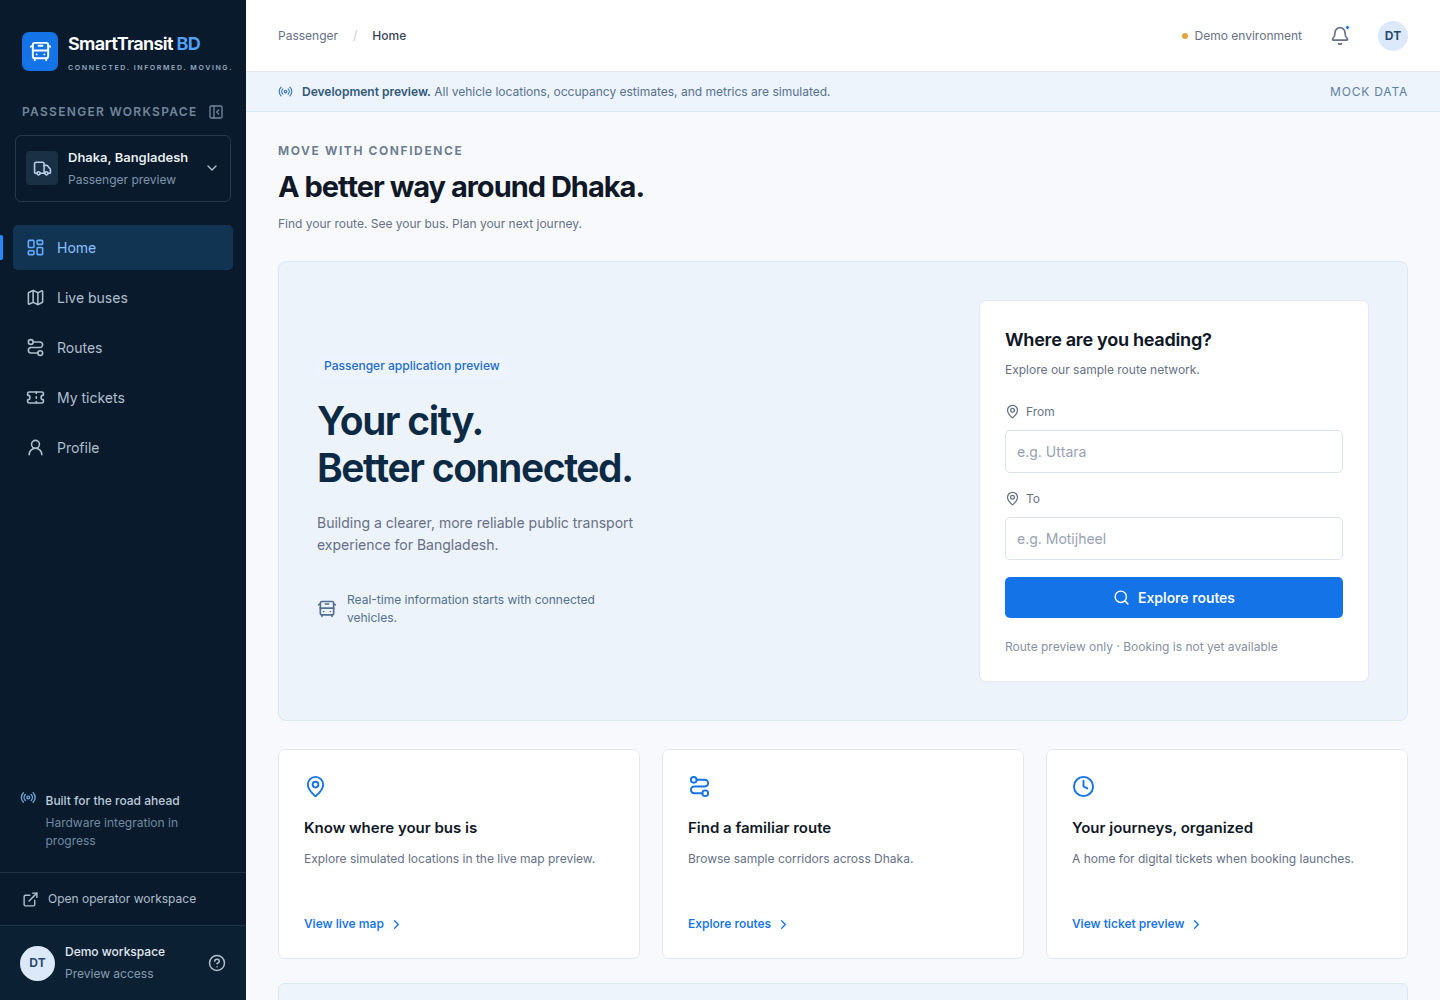 SmartTransit BD
CONNECTED. INFORMED. MOVING.
PASSENGER WORKSPACE
Dhaka, Bangladesh
Passenger preview
Home
Live buses
Routes
My tickets
Profile
Built for the road ahead
Hardware integration in
progress
Open operator workspace
DT
Demo workspace
Preview access
Passenger / Home
Demo environment
DT
Development preview. All vehicle locations, occupancy estimates, and metrics are simulated.
MOCK DATA
MOVE WITH CONFIDENCE
A better way around Dhaka.
Find your route. See your bus. Plan your next journey.
Passenger application preview
Your city.
Better connected.
Building a clearer, more reliable public transport
experience for Bangladesh.
Real-time information starts with connected
vehicles.
Where are you heading?
Explore our sample route network.
From
e.g. Uttara
To
e.g. Motijheel
Explore routes
Route preview only · Booking is not yet available
Know where your bus is
Explore simulated locations in the live map preview.
View live map
Find a familiar route
Browse sample corridors across Dhaka.
Explore routes
Your journeys, organized
A home for digital tickets when booking launches.
View ticket preview